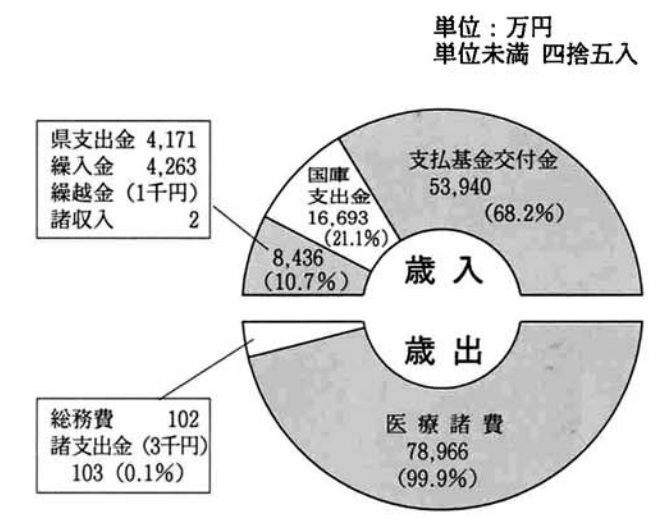 単位：万円
単位未満 四捨五入
県支出金 4,171
繰入金 4,263
繰越金（1千円）
諸収入 2
支払基金交付金
53,940
(68.2%)
国庫
支出金
16,693
(21.1%)
8,436
(10.7%)
歳入
歳出
総務費 102
諸支出金（3千円）
103（0.1%）
医療諸費
78,966
(99.9%)